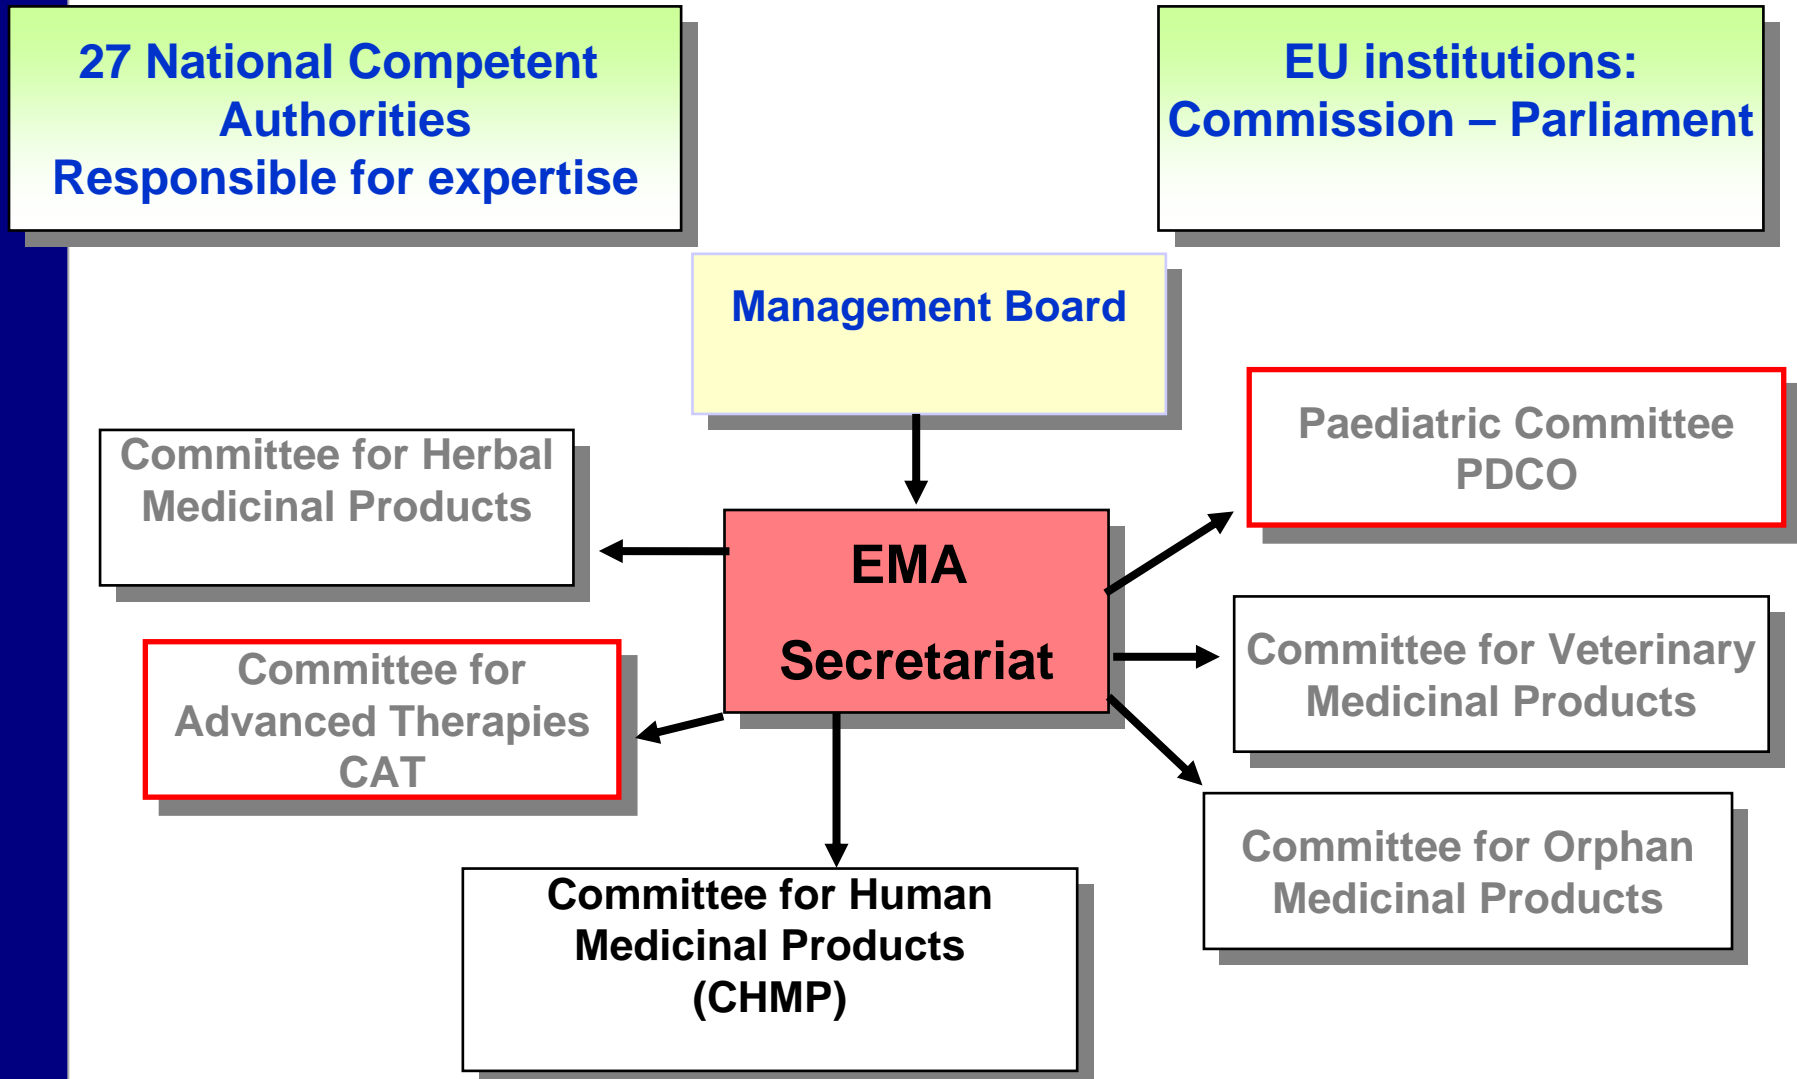 27 National Competent
Authorities
Responsible for expertise
EU institutions:
Commission – Parliament
Management Board
Committee for Herbal
Medicinal Products
Paediatric Committee
PDCO
EMA
Secretariat
Committee for
Advanced Therapies
CAT
Committee for Veterinary
Medicinal Products
Committee for Orphan
Medicinal Products
Committee for Human
Medicinal Products
(CHMP)